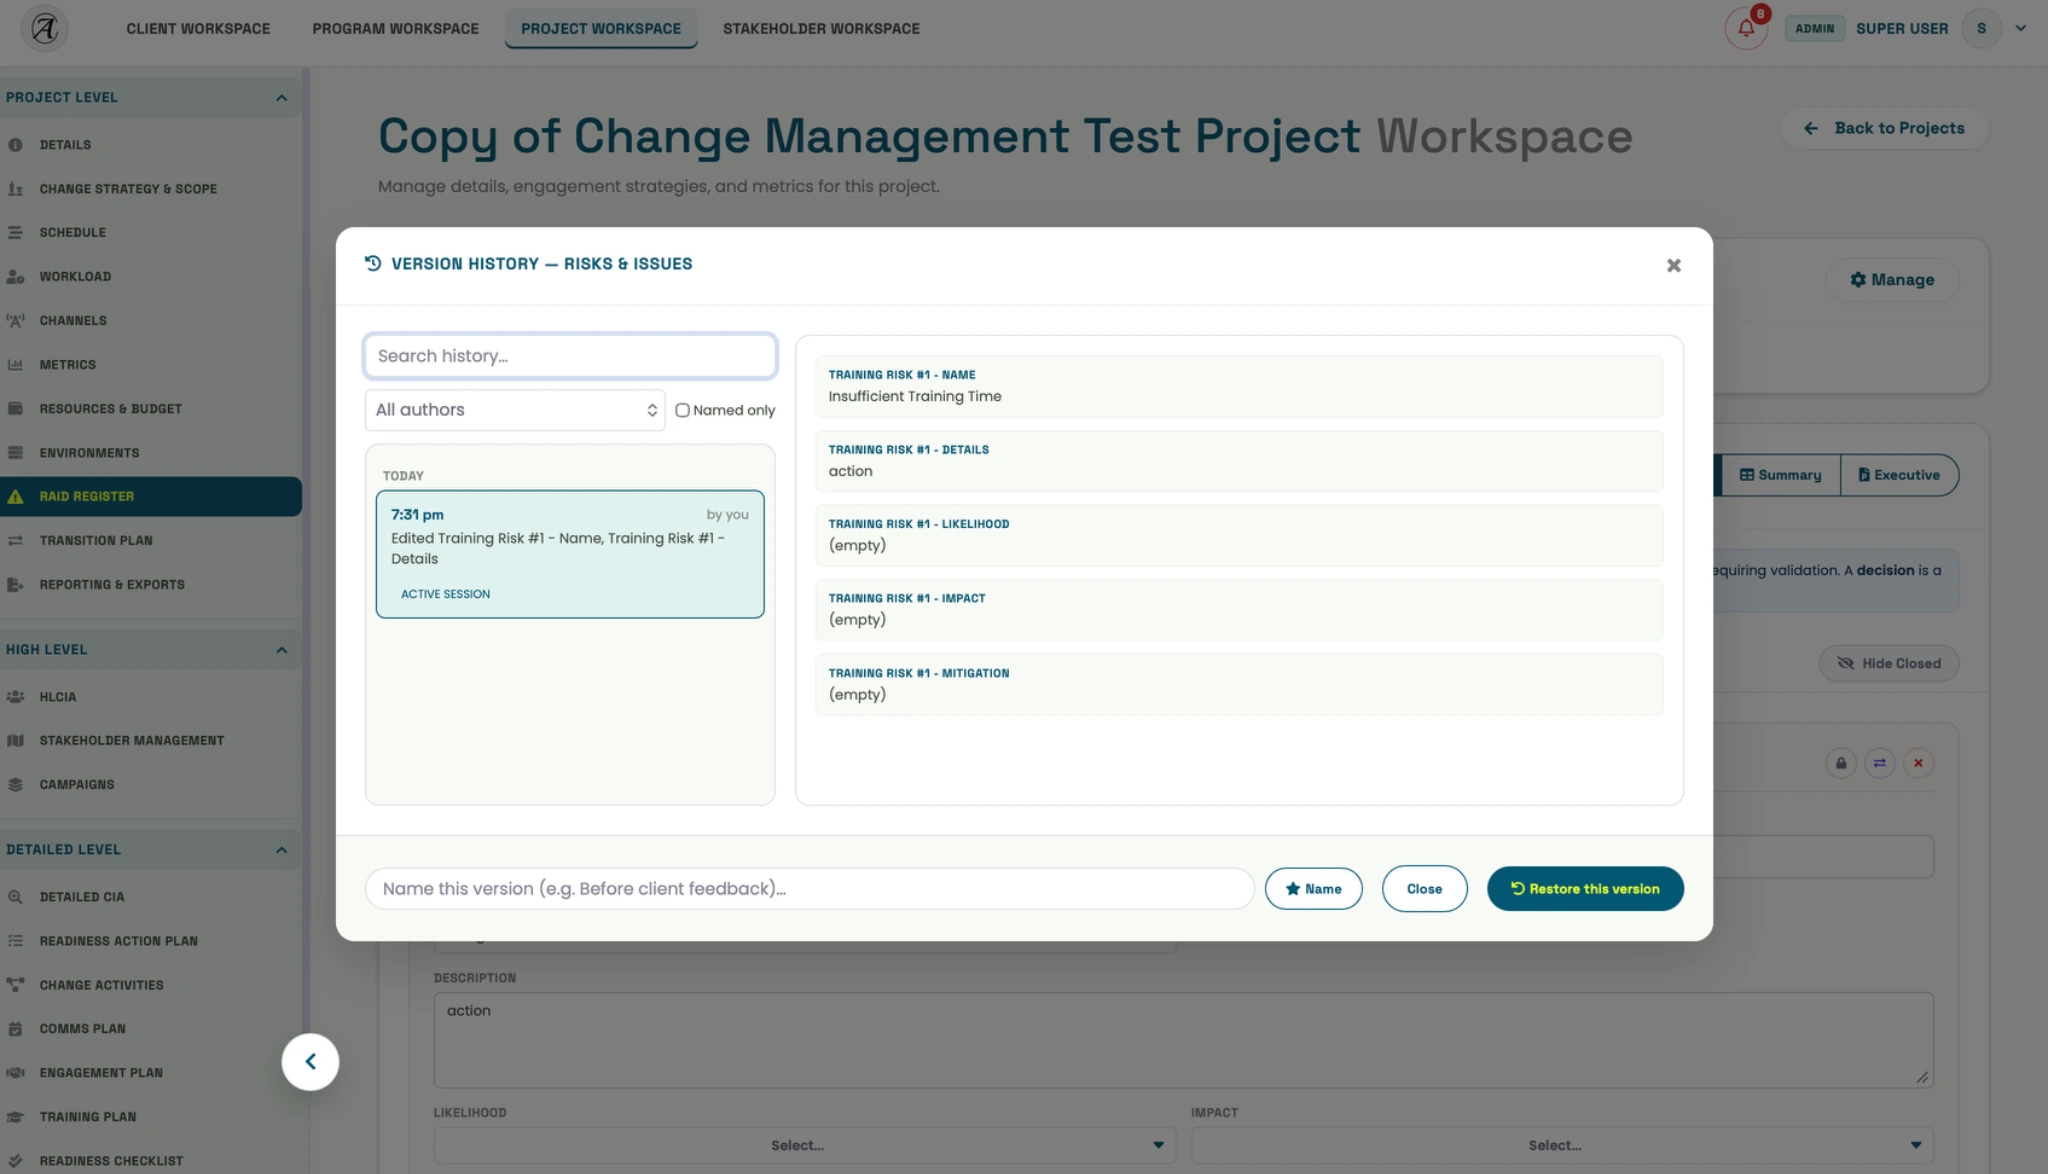 A
CLIENT WORKSPACE
PROGRAM WORKSPACE
PROJECT WORKSPACE
STAKEHOLDER WORKSPACE
8
ADMIN
SUPER USER
S
PROJECT LEVEL
DETAILS
CHANGE STRATEGY & SCOPE
SCHEDULE
WORKLOAD
CHANNELS
METRICS
RESOURCES & BUDGET
ENVIRONMENTS
RAID REGISTER
TRANSITION PLAN
REPORTING & EXPORTS
HIGH LEVEL
HLCIA
STAKEHOLDER MANAGEMENT
CAMPAIGNS
DETAILED LEVEL
DETAILED CIA
READINESS ACTION PLAN
CHANGE ACTIVITIES
COMMS PLAN
ENGAGEMENT PLAN
TRAINING PLAN
READINESS CHECKLIST
Copy of Change Management Test Project Workspace
Back to Projects
Manage details, engagement strategies, and metrics for this project.
Manage
Summary
Executive
equiring validation. A decision is a
Hide Closed
VERSION HISTORY — RISKS & ISSUES
Search history...
All authors
Named only
TODAY
7:31 pm
by you
Edited Training Risk #1 - Name, Training Risk #1 -
Details
ACTIVE SESSION
TRAINING RISK #1 - NAME
Insufficient Training Time
TRAINING RISK #1 - DETAILS
action
TRAINING RISK #1 - LIKELIHOOD
(empty)
TRAINING RISK #1 - IMPACT
(empty)
TRAINING RISK #1 - MITIGATION
(empty)
Name this version (e.g. Before client feedback)...
Name
Close
Restore this version
DESCRIPTION
action
LIKELIHOOD
IMPACT
Select...
Select...